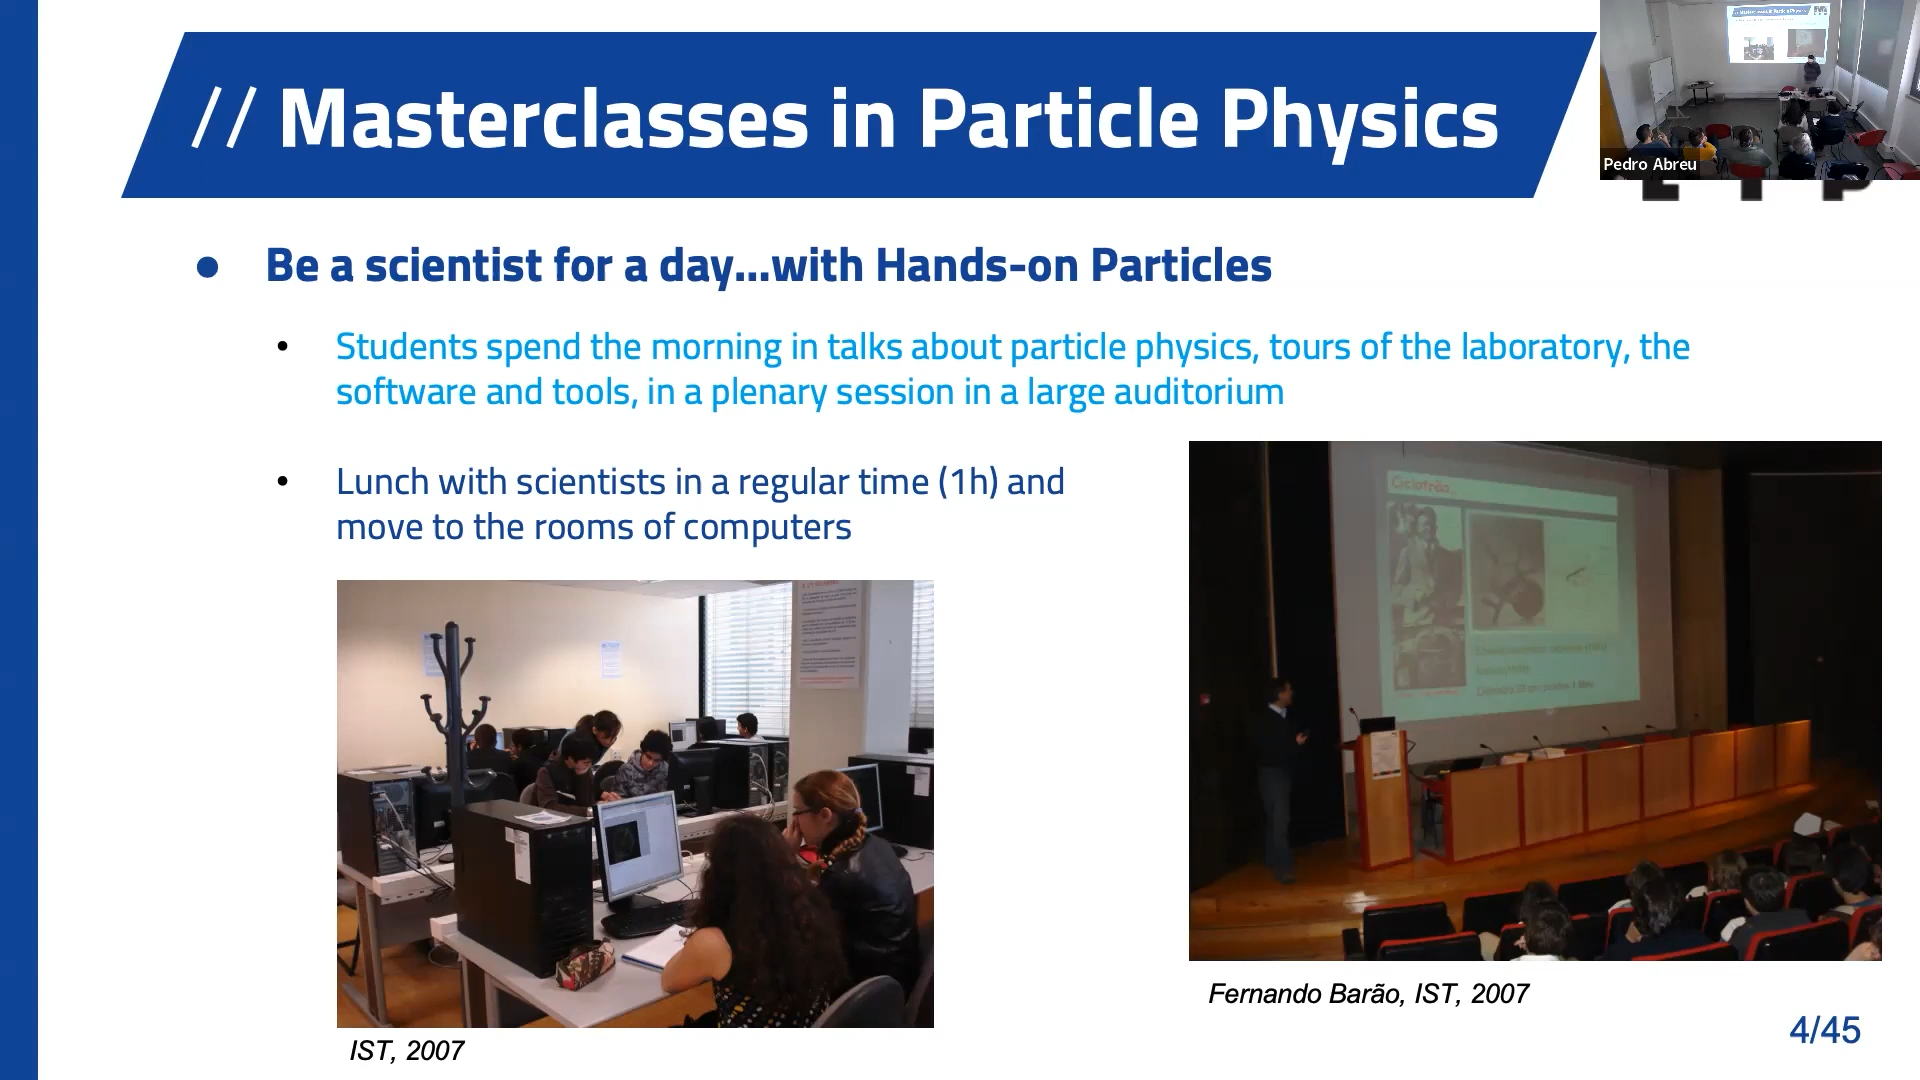 // Masterclasses in Particle Physics
Pedro Abreu
● Be a scientist for a day...with Hands-on Particles
• Students spend the morning in talks about particle physics, tours of the laboratory, the
software and tools, in a plenary session in a large auditorium
• Lunch with scientists in a regular time (1h) and
move to the rooms of computers
Ciclotrão
IST, 2007
Fernando Barão, IST, 2007
4/45